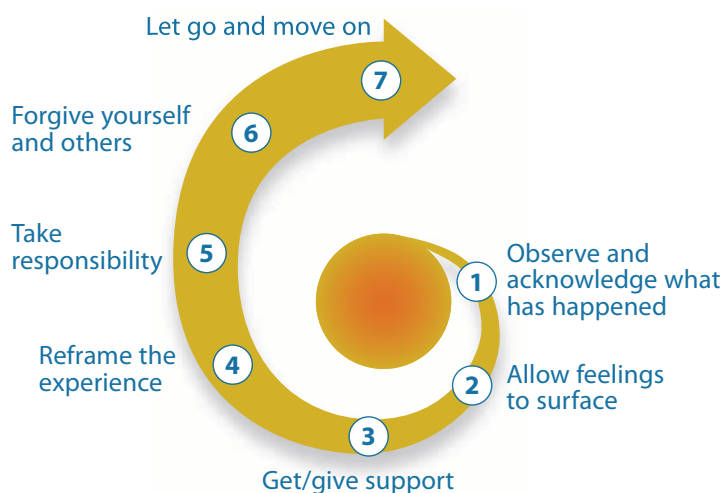 1
Observe and
acknowledge what
has happened
2
Allow feelings
to surface
3
Get/give support
4
Reframe the
experience
5
Take
responsibility
6
Forgive yourself
and others
7
Let go and move on